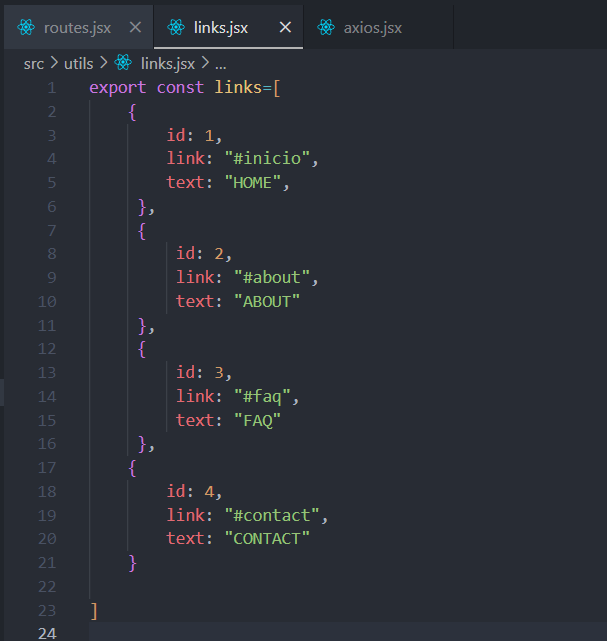 routes.jsx × links.jsx × axios.jsx
src > utils > links.jsx > ...
1 export const links=[
2 {
3 id: 1,
4 link: "#inicio",
5 text: "HOME",
6 },
7 {
8 id: 2,
9 link: "#about",
10 text: "ABOUT"
11 },
12 {
13 id: 3,
14 link: "#faq",
15 text: "FAQ"
16 },
17 {
18 id: 4,
19 link: "#contact",
20 text: "CONTACT"
21 }
22
23 ]
24